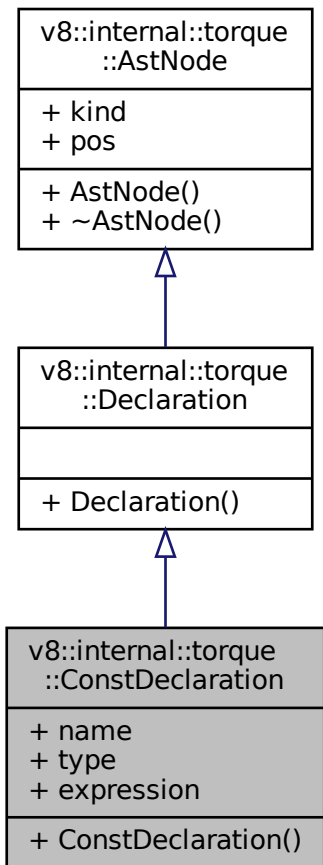 v8::internal::torque
::AstNode
+ kind
+ pos
+ AstNode()
+ ~AstNode()
v8::internal::torque
::Declaration
+ Declaration()
v8::internal::torque
::ConstDeclaration
+ name
+ type
+ expression
+ ConstDeclaration()